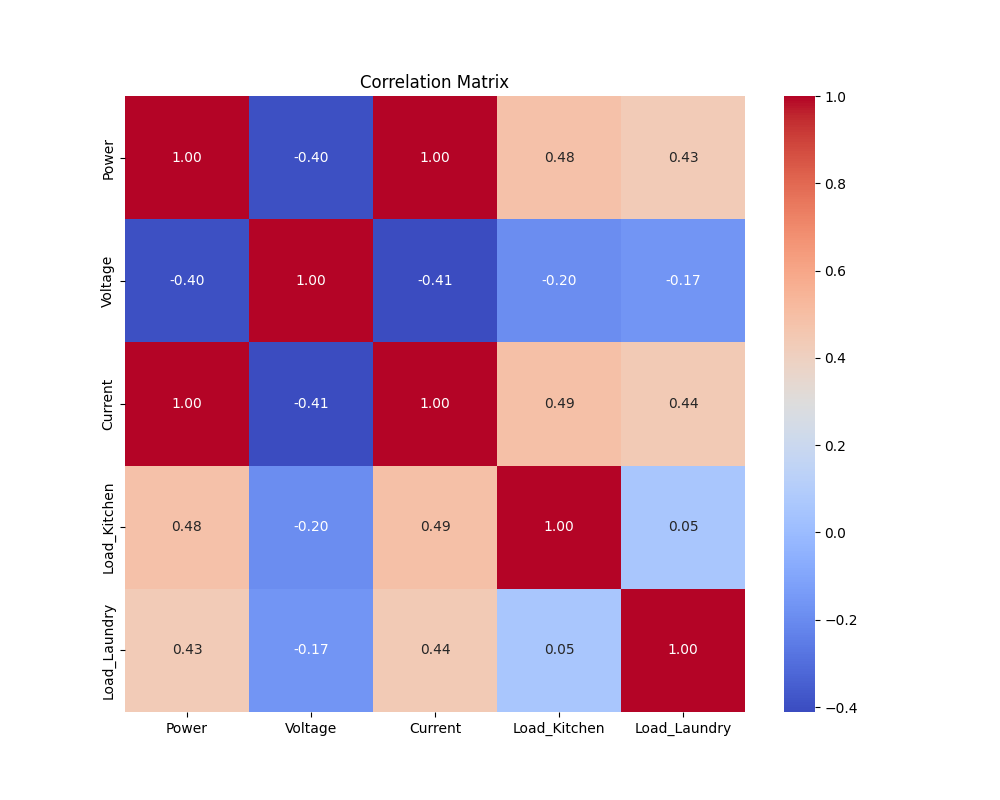 Correlation Matrix
Power 1.00 -0.40 1.00 0.48 0.43
Voltage -0.40 1.00 -0.41 -0.20 -0.17
Current 1.00 -0.41 1.00 0.49 0.44
Load_Kitchen 0.48 -0.20 0.49 1.00 0.05
Load_Laundry 0.43 -0.17 0.44 0.05 1.00
Power Voltage Current Load_Kitchen Load_Laundry
1.0
0.8
0.6
0.4
0.2
0.0
−0.2
−0.4